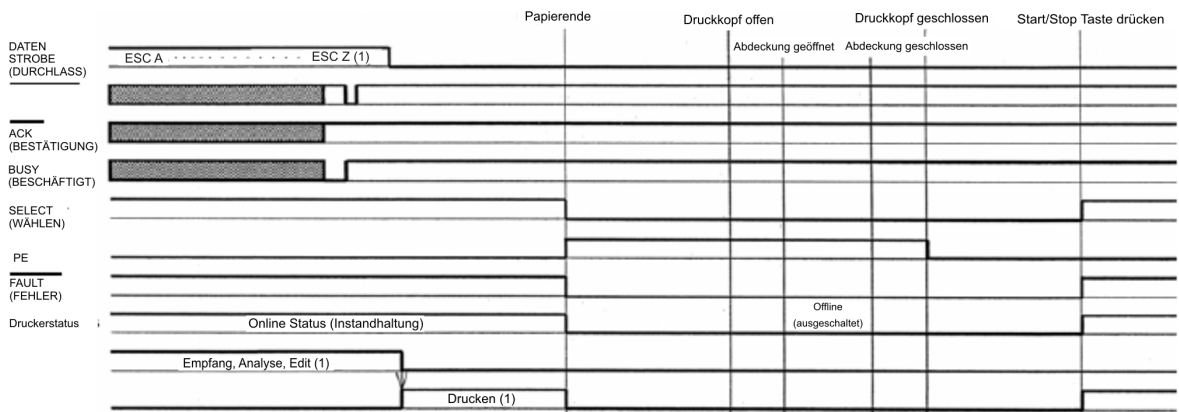 Papierende
Druckkopf offen
Druckkopf geschlossen
Start/Stop Taste drücken
Abdeckung geöffnet
Abdeckung geschlossen
DATEN
STROBE
(DURCHLASS)
ESC A
ESC Z (1)
ACK
(BESTÄTIGUNG)
BUSY
(BESCHÄFTIGT)
SELECT
(WÄHLEN)
PE
FAULT
(FEHLER)
Druckerstatus
Online Status (Instandhaltung)
Offline
(ausgeschaltet)
Empfang, Analyse, Edit (1)
Drucken (1)